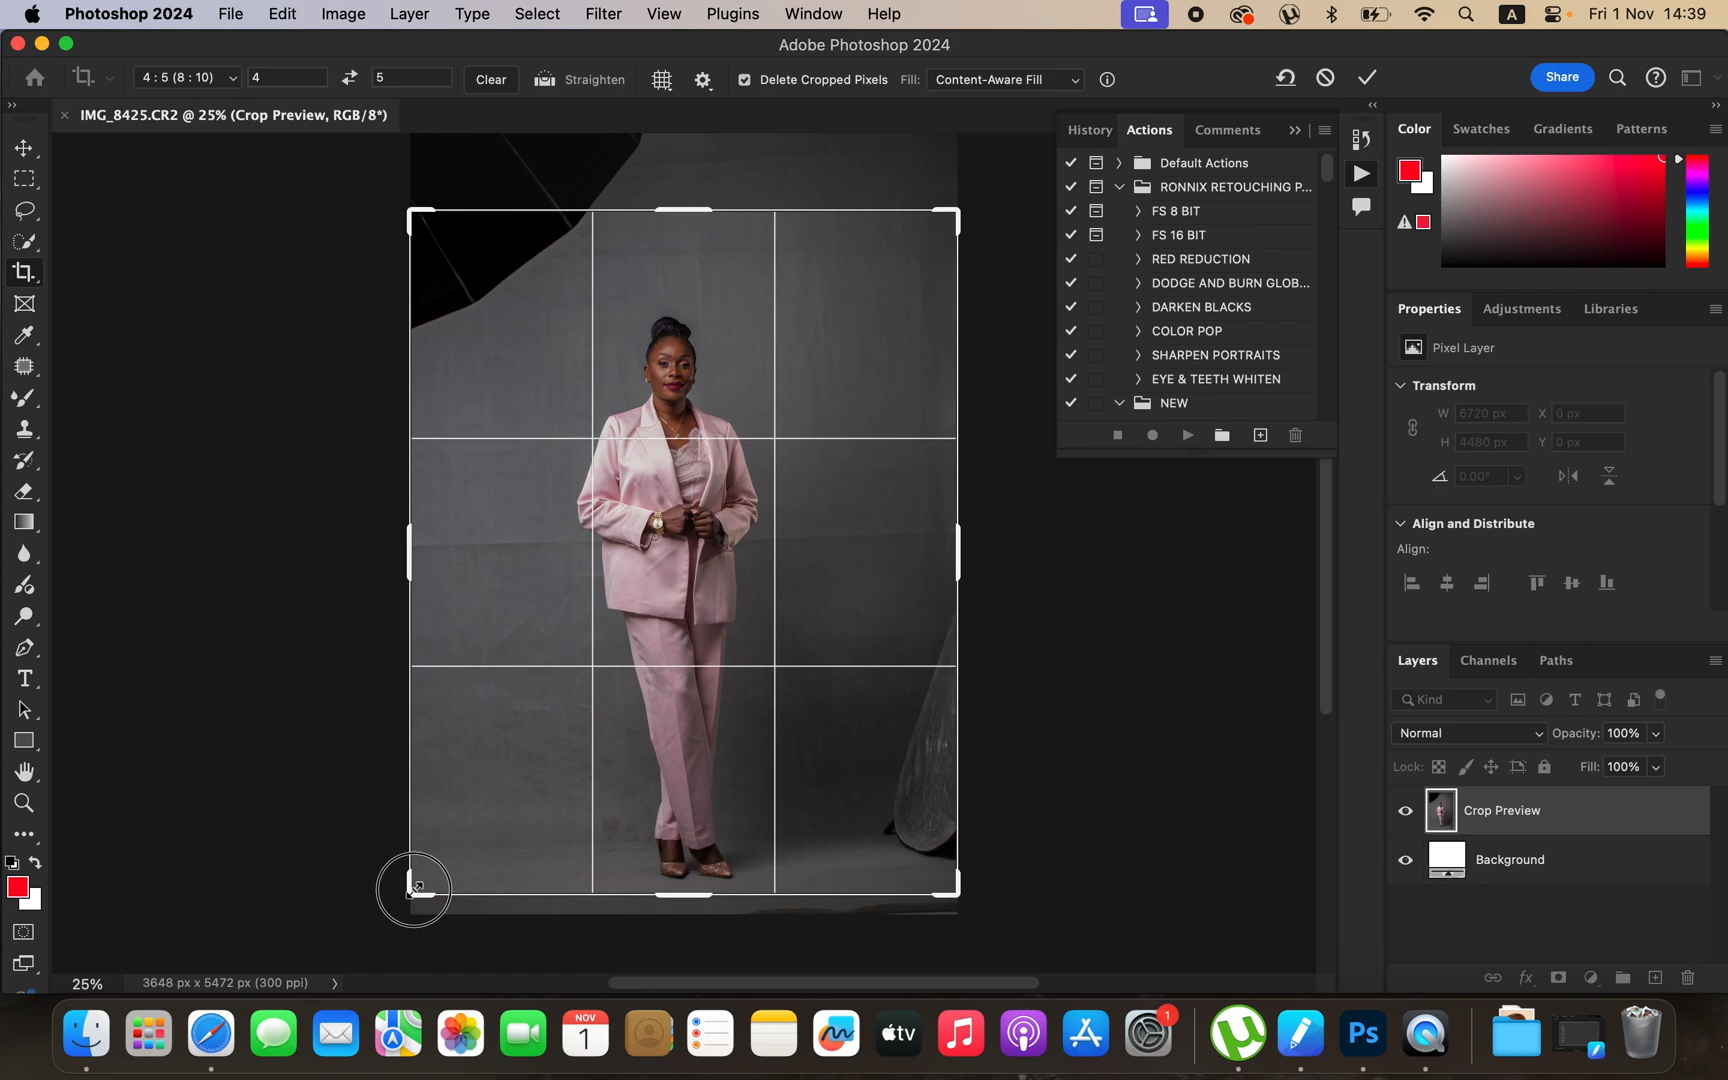 Photoshop 2024 File Edit Image Layer Type Select Filter View Plugins Window Help A Fri 1 Nov 14:39
Adobe Photoshop 2024
4 : 5 (8 : 10) 4 5 Clear Straighten Delete Cropped Pixels Fill: Content-Aware Fill Share
IMG_8425.CR2 @ 25% (Crop Preview, RGB/8*)
History Actions Comments
Default Actions
RONNIX RETOUCHING P...
FS 8 BIT
FS 16 BIT
RED REDUCTION
DODGE AND BURN GLOB...
DARKEN BLACKS
COLOR POP
SHARPEN PORTRAITS
EYE & TEETH WHITEN
NEW
Color Swatches Gradients Patterns
Properties Adjustments Libraries
Pixel Layer
Transform
W 6720 px X 0 px
H 4480 px Y 0 px
0.00°
Align and Distribute
Align:
Layers Channels Paths
Kind
Normal Opacity: 100%
Lock: Fill: 100%
Crop Preview
Background
25% 3648 px x 5472 px (300 ppi)
NOV
1
tv
1
Ps